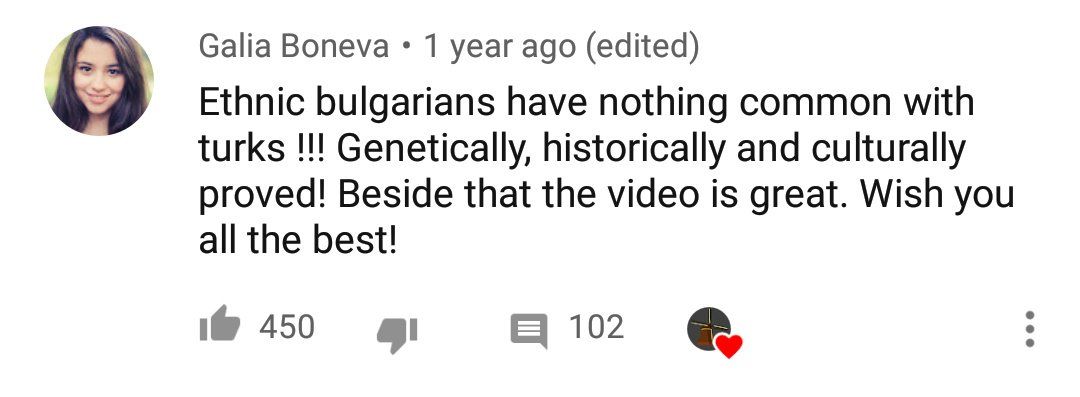 Galia Boneva • 1 year ago (edited)
Ethnic bulgarians have nothing common with
turks !!! Genetically, historically and culturally
proved! Beside that the video is great. Wish you
all the best!
450 102